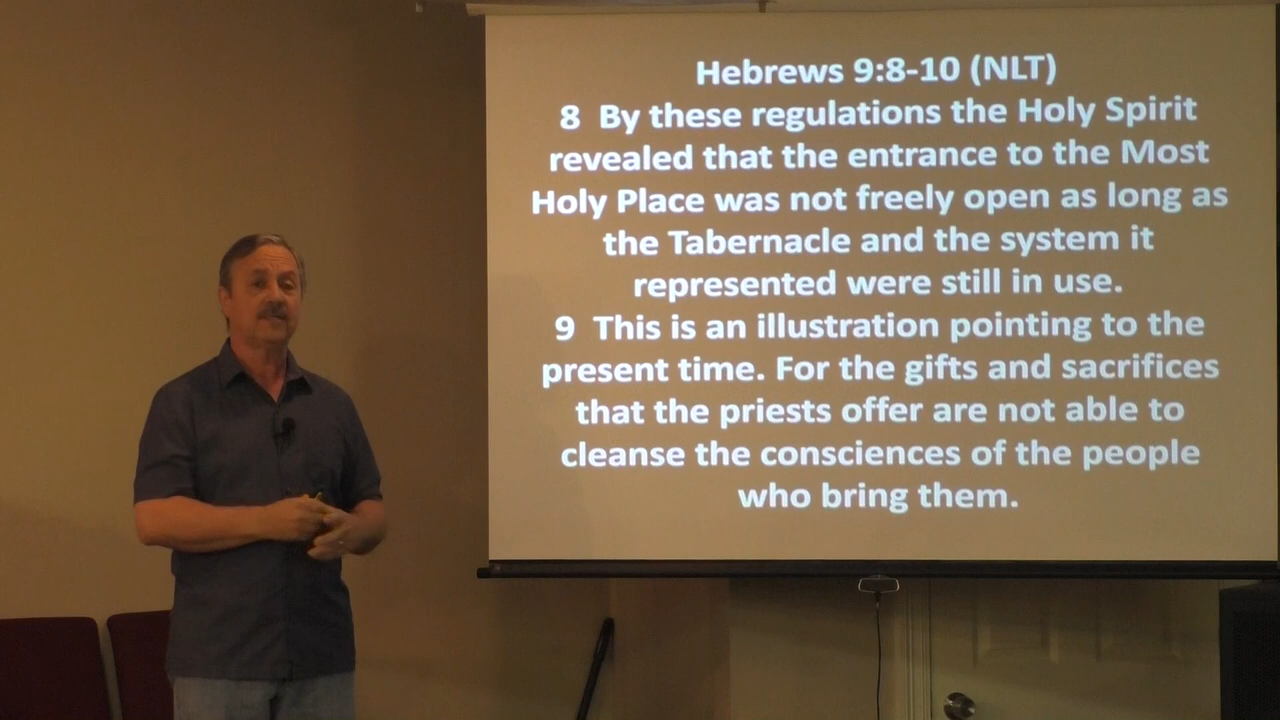 Hebrews 9:8-10 (NLT)
8 By these regulations the Holy Spirit
revealed that the entrance to the Most
Holy Place was not freely open as long as
the Tabernacle and the system it
represented were still in use.
9 This is an illustration pointing to the
present time. For the gifts and sacrifices
that the priests offer are not able to
cleanse the consciences of the people
who bring them.